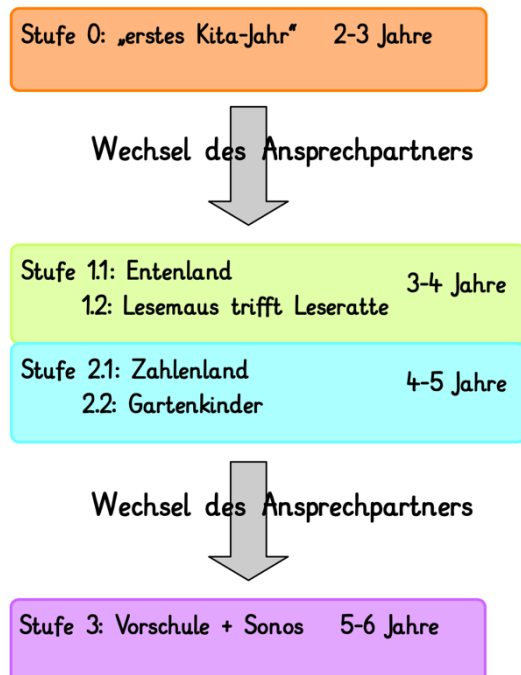 Stufe 0: „erstes Kita-Jahr“ 2-3 Jahre
Wechsel des Ansprechpartners
Stufe 1.1: Entenland
1.2: Lesemaus trifft Leseratte
3-4 Jahre
Stufe 2.1: Zahlenland
2.2: Gartenkinder
4-5 Jahre
Wechsel des Ansprechpartners
Stufe 3: Vorschule + Sonos 5-6 Jahre